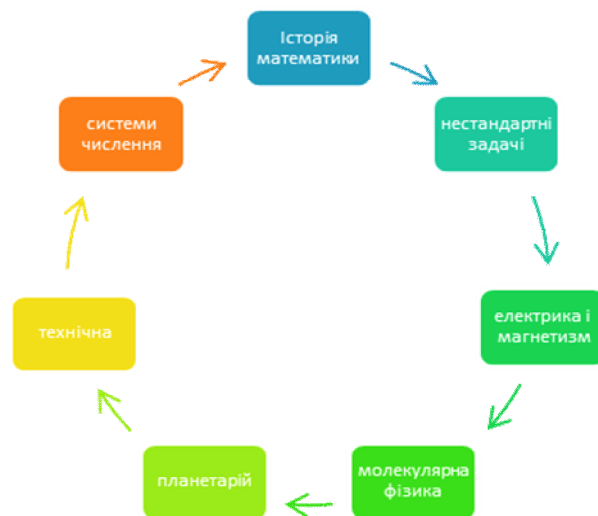 Історія
математики
нестандартні
задачі
електрика і
магнетизм
молекулярна
фізика
планетарій
технічна
системи
числення